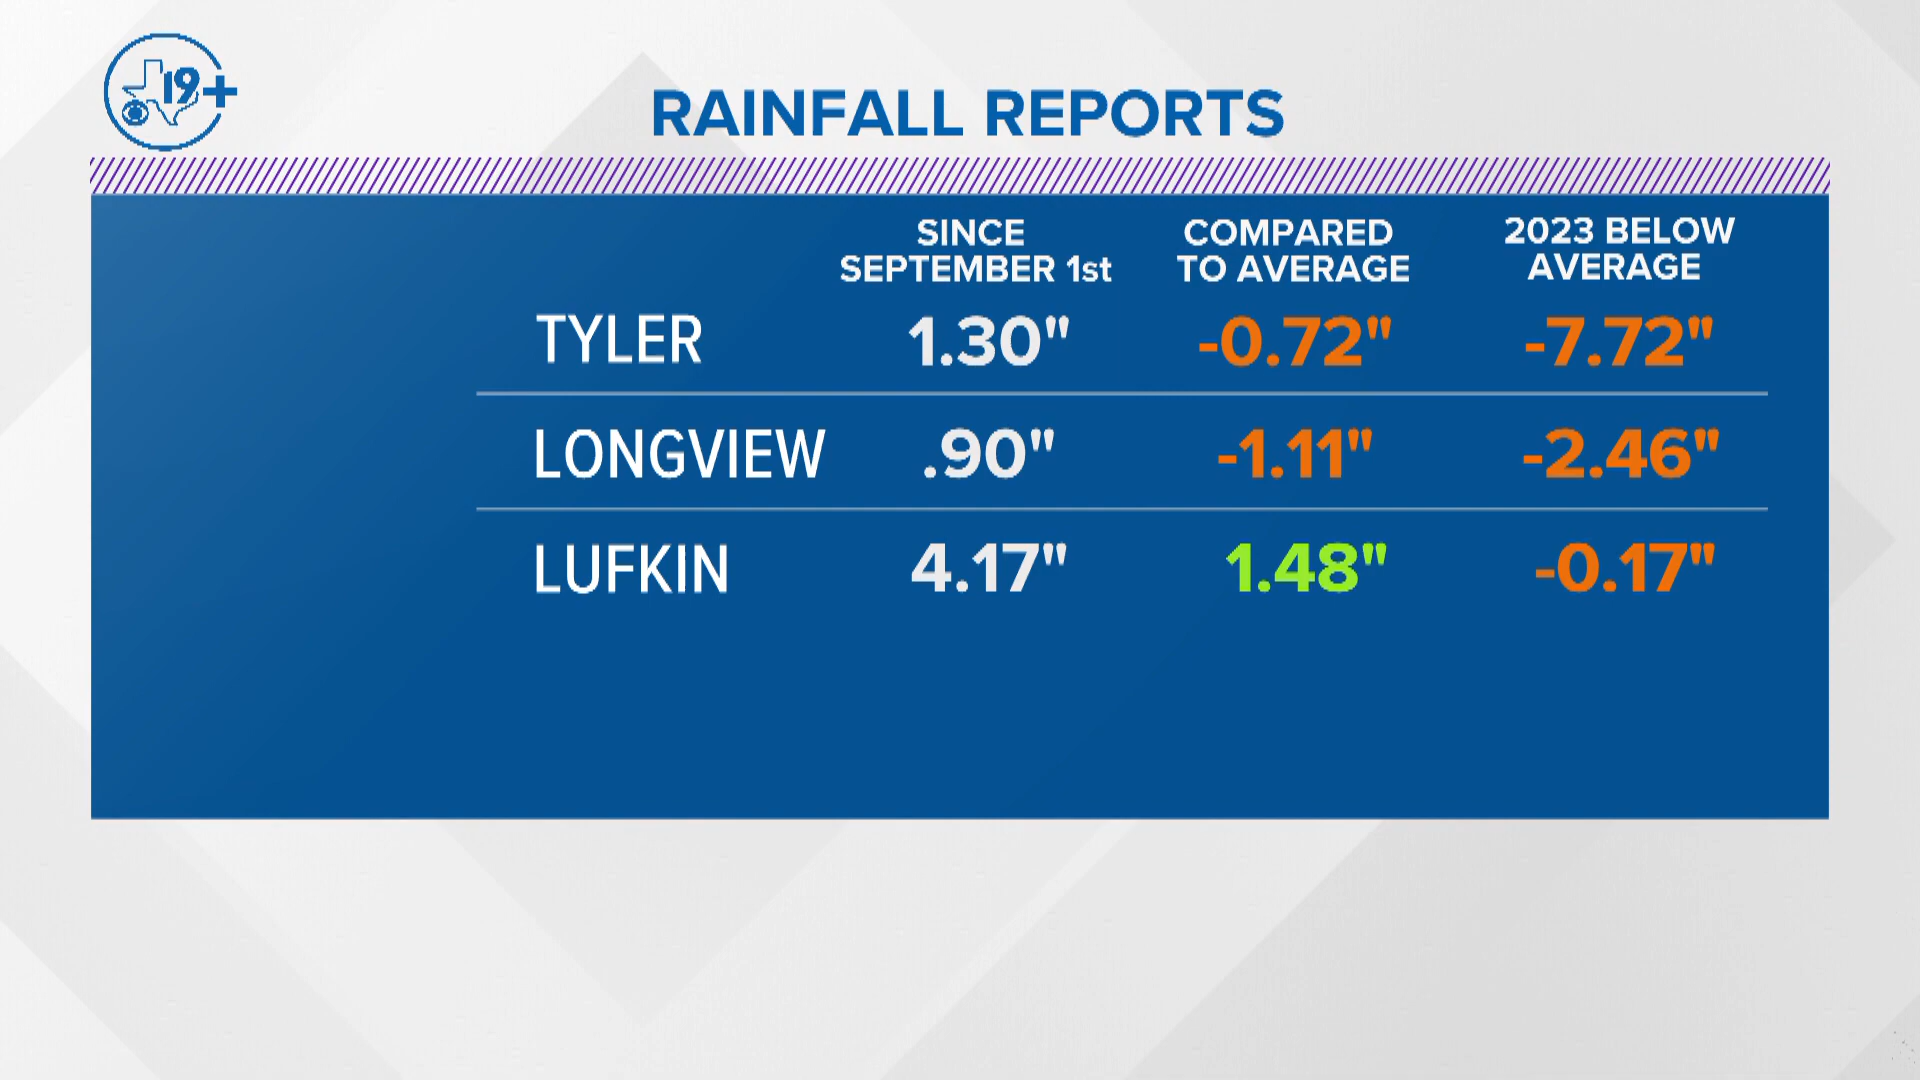 19+
RAINFALL REPORTS
SINCE SEPTEMBER 1st COMPARED TO AVERAGE 2023 BELOW AVERAGE
TYLER 1.30" -0.72" -7.72"
LONGVIEW .90" -1.11" -2.46"
LUFKIN 4.17" 1.48" -0.17"